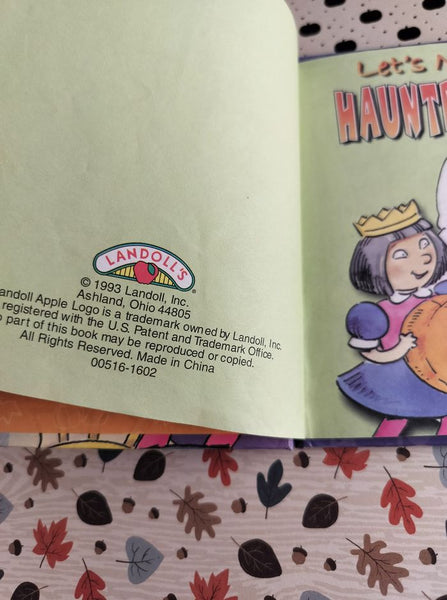 Let's
HAUNT
LANDOLL'S
© 1993 Landoll, Inc.
Ashland, Ohio 44805
andoll Apple Logo is a trademark owned by Landoll, Inc.
registered with the U.S. Patent and Trademark Office.
part of this book may be reproduced or copied.
All Rights Reserved. Made in China
00516-1602